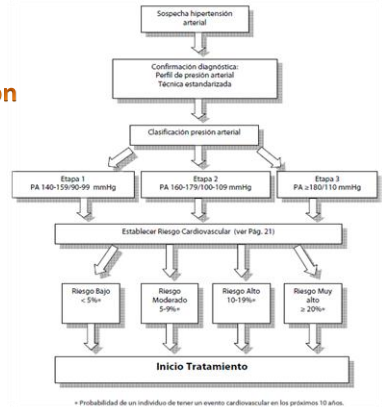 Sospecha hipertensión
arterial
ón
Confirmación diagnóstica:
Perfil de presión arterial
Técnica estandarizada
Clasificación presión arterial
Etapa 1
PA 140-159/90-99 mmHg
Etapa 2
PA 160-179/100-109 mmHg
Etapa 3
PA ≥180/110 mmHg
Establecer Riesgo Cardiovascular (ver Pág. 21)
Riesgo Bajo
< 5%*
Riesgo
Moderado
5-9%*
Riesgo Alto
10-19%*
Riesgo Muy
alto
≥ 20%*
Inicio Tratamiento
* Probabilidad de un individuo de tener un evento cardiovascular en los próximos 10 años.